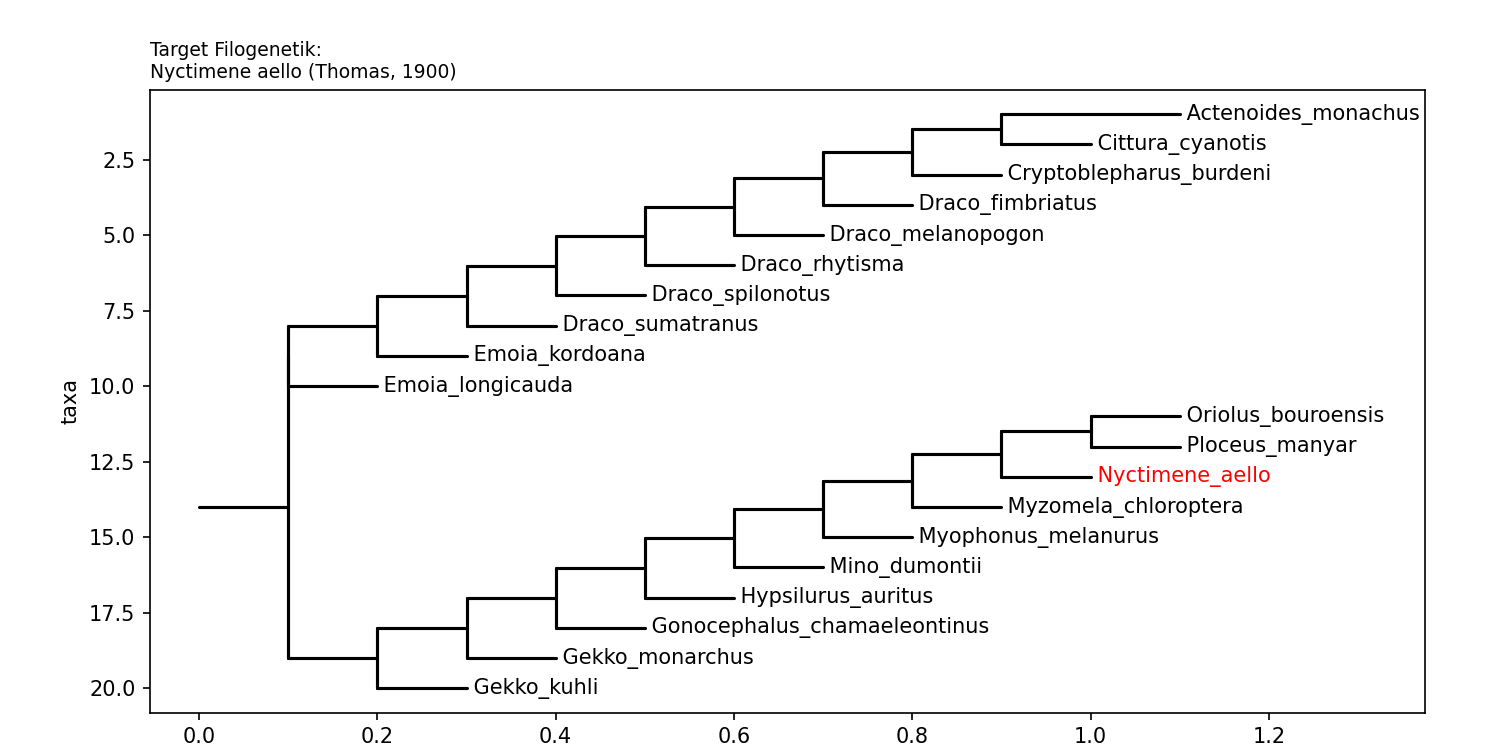 Target Filogenetik:
Nyctimene aello (Thomas, 1900)
Actenoides_monachus
Cittura_cyanotis
2.5
Cryptoblepharus_burdeni
Draco_fimbriatus
5.0
Draco_melanopogon
Draco_rhytisma
Draco_spilonotus
7.5
Draco_sumatranus
Emoia_kordoana
10.0
Emoia_longicauda
taxa
Oriolus_bouroensis
Ploceus_manyar
12.5
Nyctimene_aello
Myzomela_chloroptera
15.0
Myophonus_melanurus
Mino_dumontii
Hypsilurus_auritus
17.5
Gonocephalus_chamaeleontinus
Gekko_monarchus
20.0
Gekko_kuhli
0.0 0.2 0.4 0.6 0.8 1.0 1.2